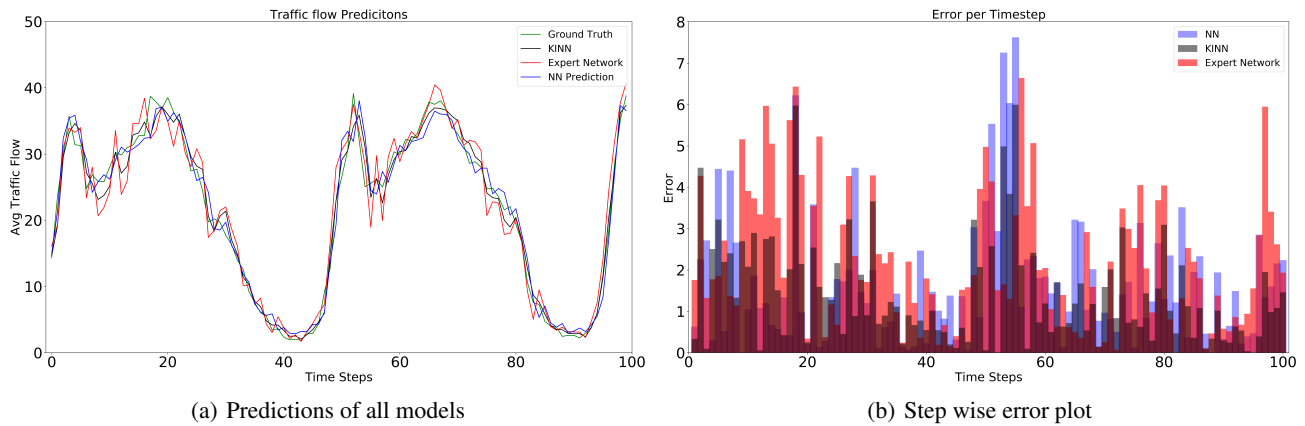 Traffic flow Predicitons
50
40
30
20
10
0
Avg Traffic Flow
Ground Truth
KINN
Expert Network
NN Prediction
0 20 40 60 80 100
Time Steps
(a) Predictions of all models
Error per Timestep
8
7
6
5
4
3
2
1
0
Error
NN
KINN
Expert Network
0 20 40 60 80 100
Time Steps
(b) Step wise error plot